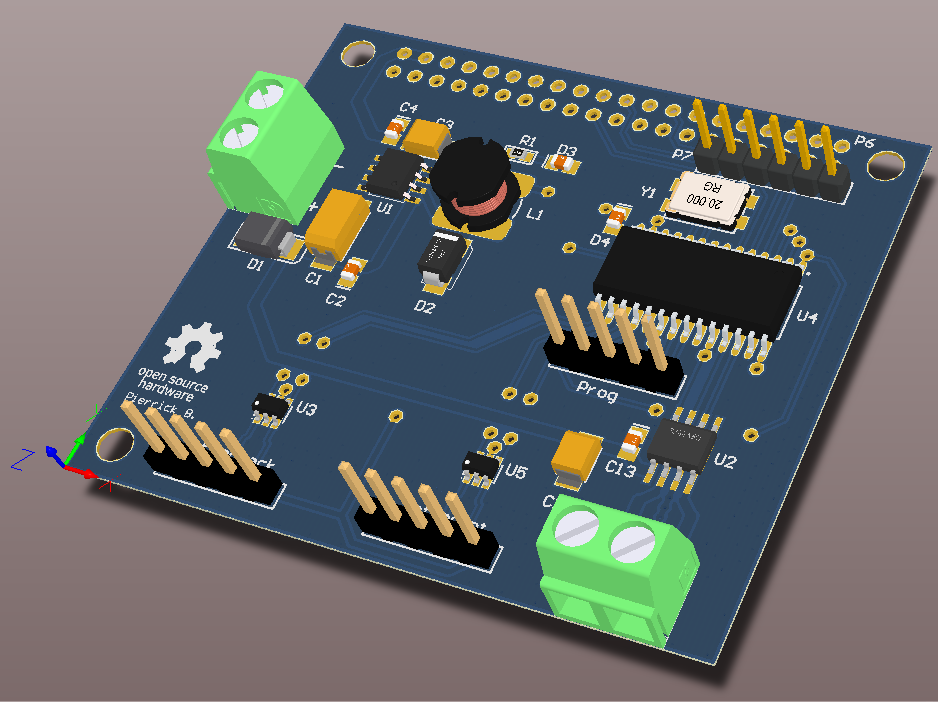 C4
C3
R1
D3
P6
P7
Y1
20.000
RG
U1
L1
D4
D1
C1
C2
D2
U4
Prog
open source
hardware
Pierrick B.
U3
U5
C13
U2
C
Z